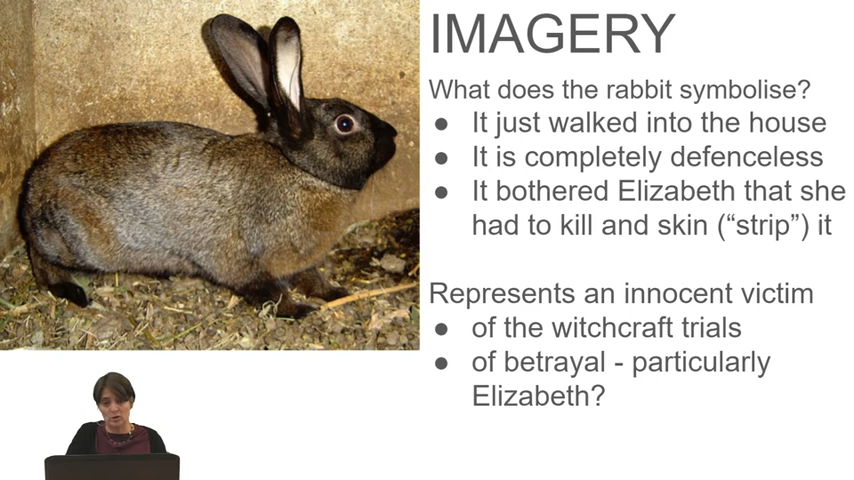 IMAGERY
What does the rabbit symbolise?
● It just walked into the house
● It is completely defenceless
● It bothered Elizabeth that she
had to kill and skin (“strip”) it
Represents an innocent victim
● of the witchcraft trials
● of betrayal - particularly
Elizabeth?